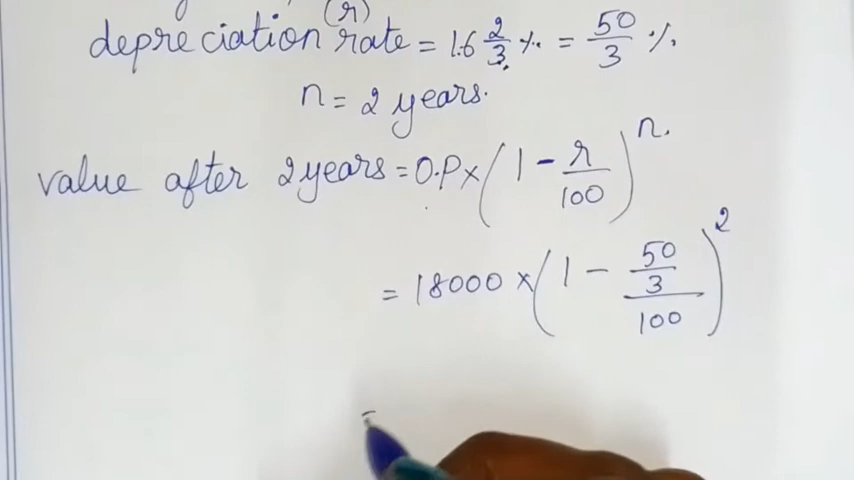 (r)
depreciation rate = 16 2/3 % = 50/3 %
n = 2 years.
value after 2 years = O.P × (1 - r/100)^n.
= 18000 × (1 - 50/3/100)^2
=